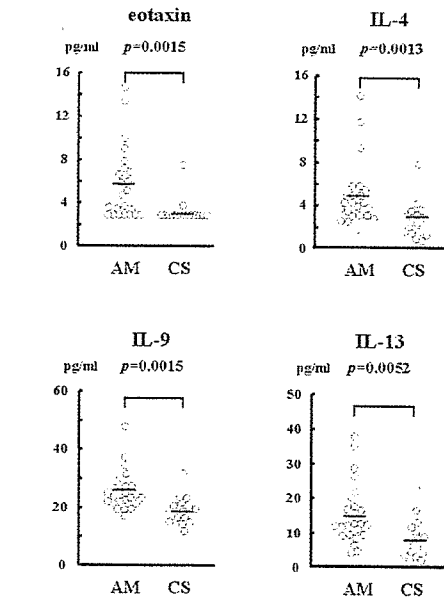 eotaxin
pg/ml p=0.0015
16
12
8
4
0
AM CS
IL-4
pg/ml p=0.0013
16
12
8
4
0
AM CS
IL-9
pg/ml p=0.0015
60
40
20
0
AM CS
IL-13
pg/ml p=0.0052
50
40
30
20
10
0
AM CS